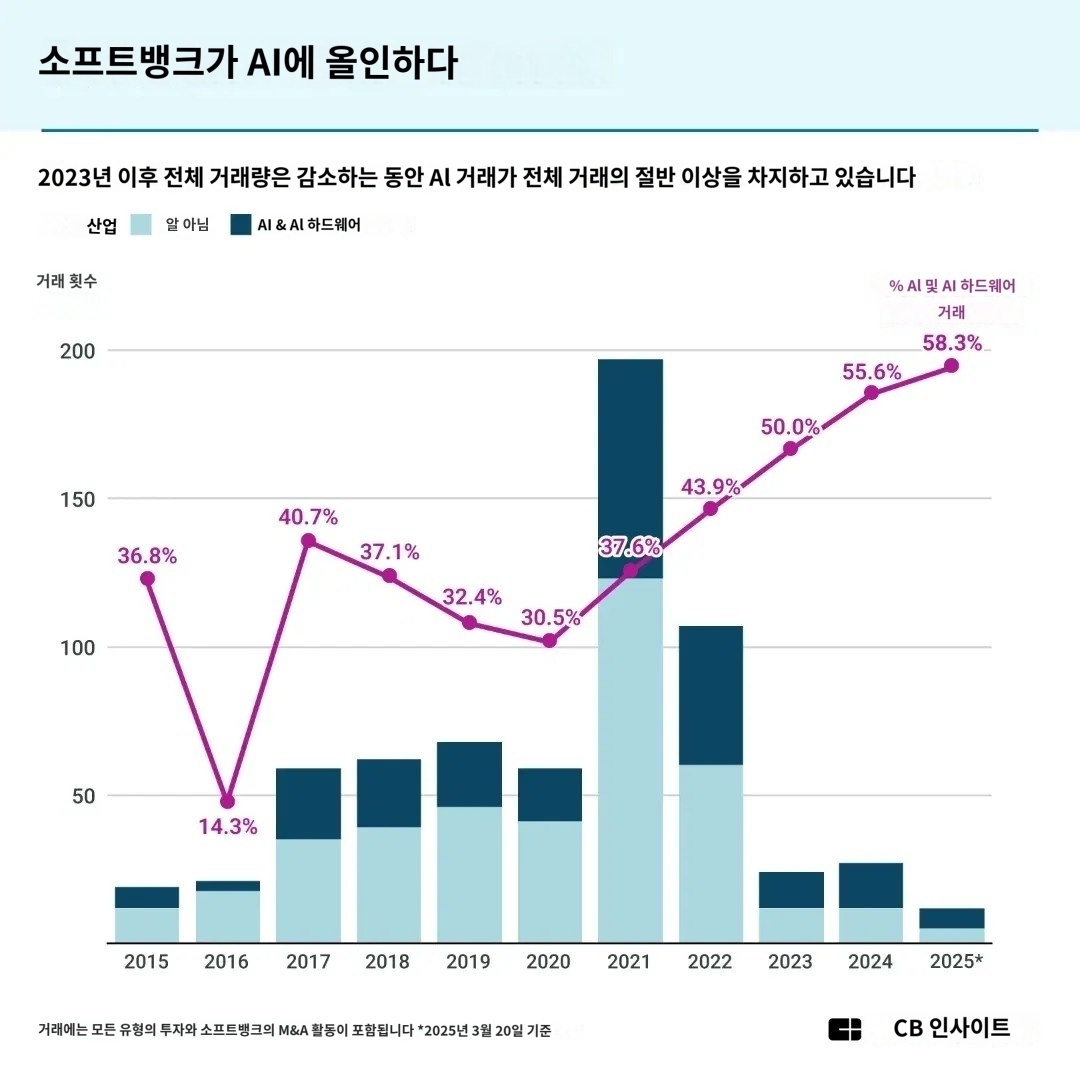 소프트뱅크가 AI에 올인하다
2023년 이후 전체 거래량은 감소하는 동안 Al 거래가 전체 거래의 절반 이상을 차지하고 있습니다
산업 알 아님 AI & Al 하드웨어
거래 횟수
% Al 및 AI 하드웨어
거래
200
150
100
50
36.8%
14.3%
40.7%
37.1%
32.4%
30.5%
37.6%
43.9%
50.0%
55.6%
58.3%
2015 2016 2017 2018 2019 2020 2021 2022 2023 2024 2025*
거래에는 모든 유형의 투자와 소프트뱅크의 M&A 활동이 포함됩니다 *2025년 3월 20일 기준
CB 인사이트